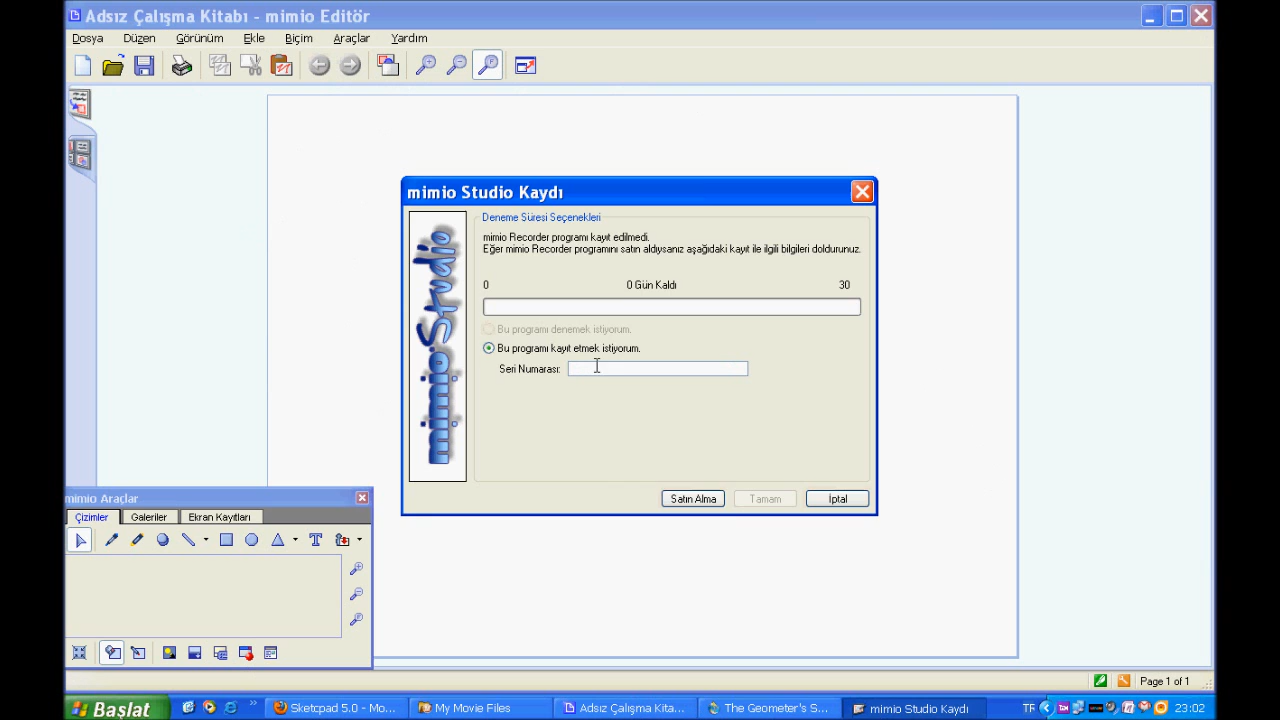 Adsız Çalışma Kitabı - mimio Editör
Dosya Düzen Görünüm Ekle Biçim Araçlar Yardım
mimio Studio Kaydı
mimio Studio
Deneme Süresi Seçenekleri
mimio Recorder programı kayıt edilmedi.
Eğer mimio Recorder programını satın aldıysanız aşağıdaki kayıt ile ilgili bilgileri doldurunuz.
0 0 Gün Kaldı 30
Bu programı denemek istiyorum.
Bu programı kayıt etmek istiyorum.
Seri Numarası:
Satın Alma Tamam İptal
mimio Araçlar
Çizimler Galeriler Ekran Kayıtları
Page 1 of 1
Başlat Sketcpad 5.0 - Mo... My Movie Files Adsız Çalışma Kita... The Geometer's S... mimio Studio Kaydı TR 23:02